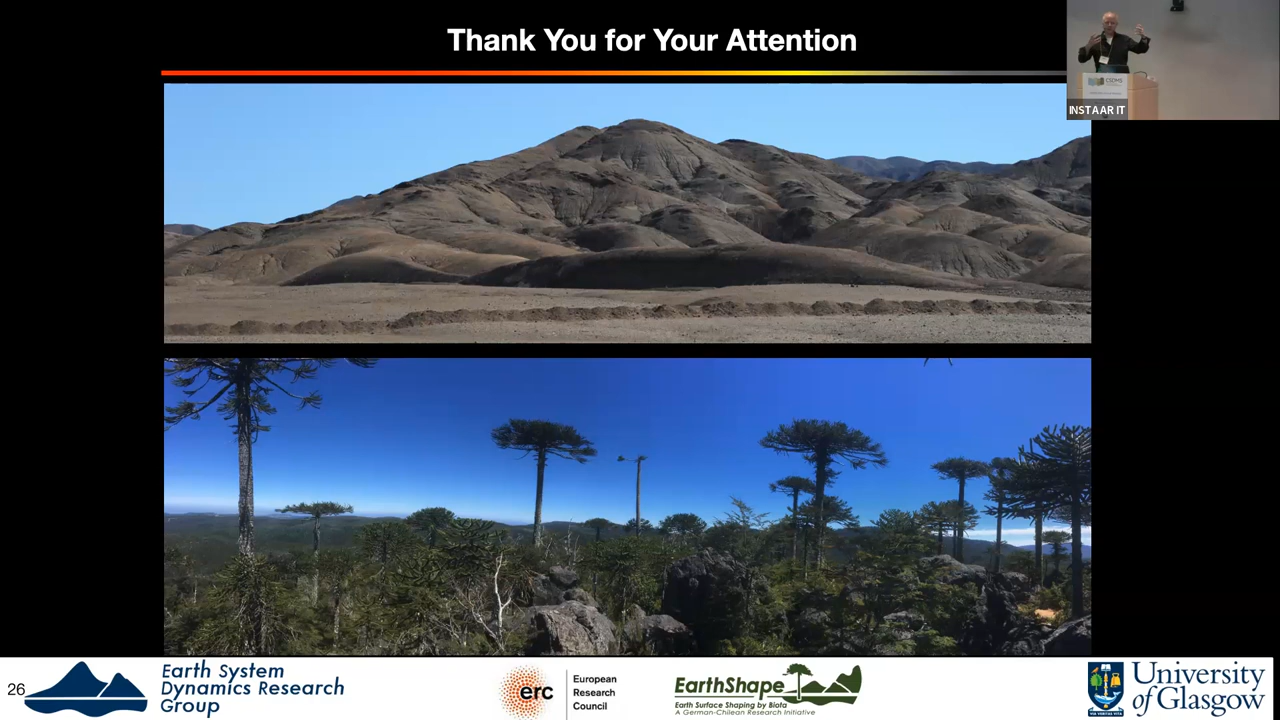 Thank You for Your Attention
INSTAAR IT
CSDMS
26
Earth System
Dynamics Research
Group
erc
European
Research
Council
EarthShape
Earth Surface Shaping by Biota
A German-Chilean Research Initiative
University
of Glasgow